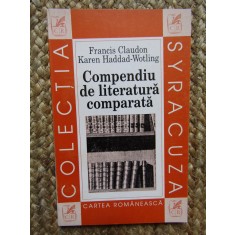 Francis Claudon
Karen Haddad-Wotling
Compendiu
de literatură
comparată
COLECȚIA
SYRACUZA
CARTEA ROMÂNEASCĂ